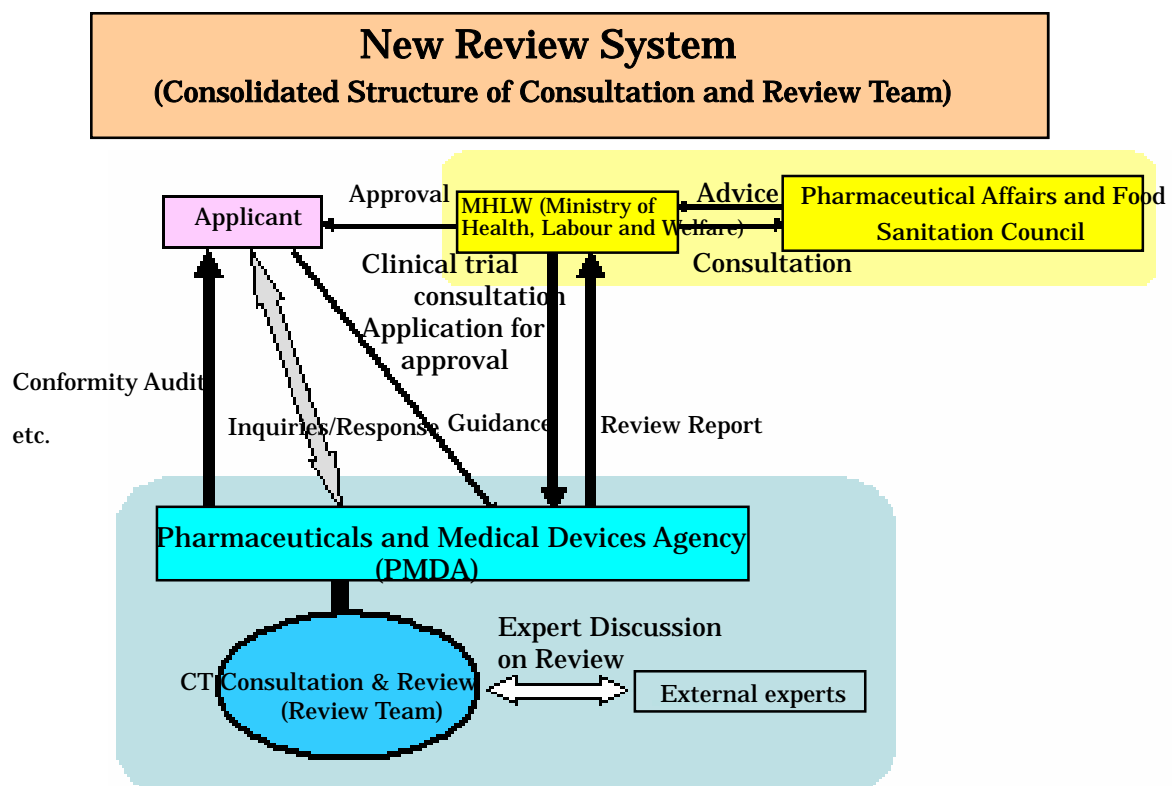 New Review System
(Consolidated Structure of Consultation and Review Team)
Applicant
Approval
MHLW (Ministry of
Health, Labour and Welfare)
Advice
Consultation
Pharmaceutical Affairs and Food
Sanitation Council
Clinical trial
consultation
Application for
approval
Conformity Audit
etc.
Inquiries/Response
Guidance
Review Report
Pharmaceuticals and Medical Devices Agency
(PMDA)
CT Consultation & Review
(Review Team)
Expert Discussion
on Review
External experts